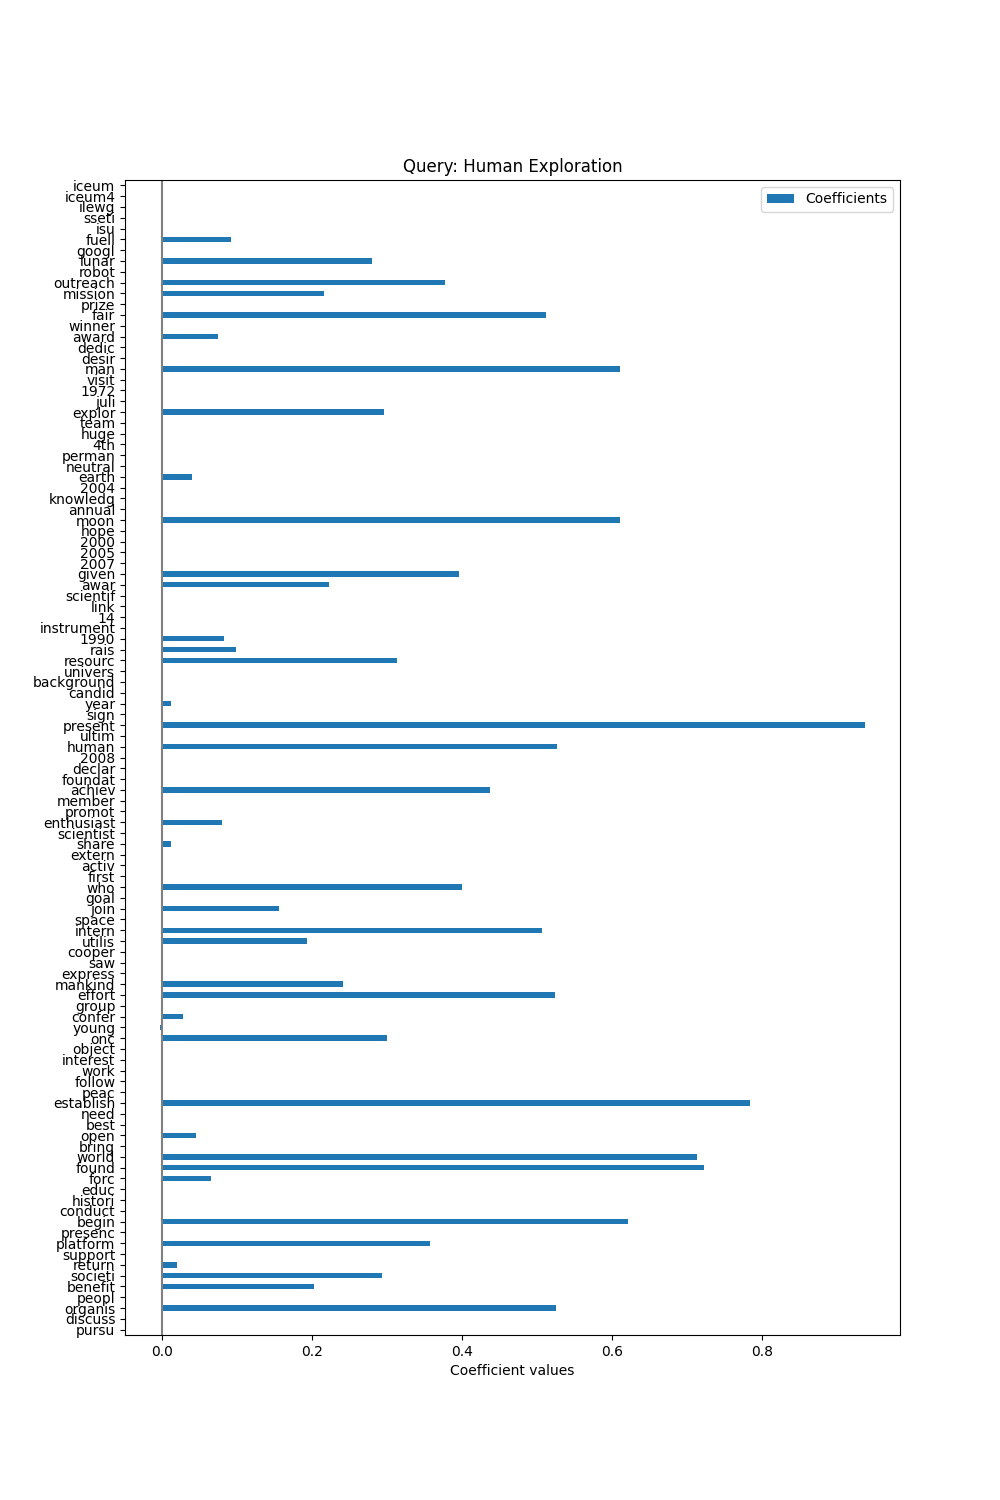 Query: Human Exploration
Coefficients
iceum
iceum4
ilewg
sseti
isu
fuell
googl
lunar
robot
outreach
mission
prize
fair
winner
award
dedic
desir
man
visit
1972
juli
explor
team
huge
4th
perman
neutral
earth
2004
knowledg
annual
moon
hope
2000
2005
2007
given
awar
scientif
link
14
instrument
1990
rais
resourc
univers
background
candid
year
sign
present
ultim
human
2008
declar
foundat
achiev
member
promot
enthusiast
scientist
share
extern
activ
first
who
goal
join
space
intern
utilis
cooper
saw
express
mankind
effort
group
confer
young
onc
object
interest
work
follow
peac
establish
need
best
open
bring
world
found
forc
educ
histori
conduct
begin
presenc
platform
support
return
societi
benefit
peopl
organis
discuss
pursu
0.0 0.2 0.4 0.6 0.8
Coefficient values